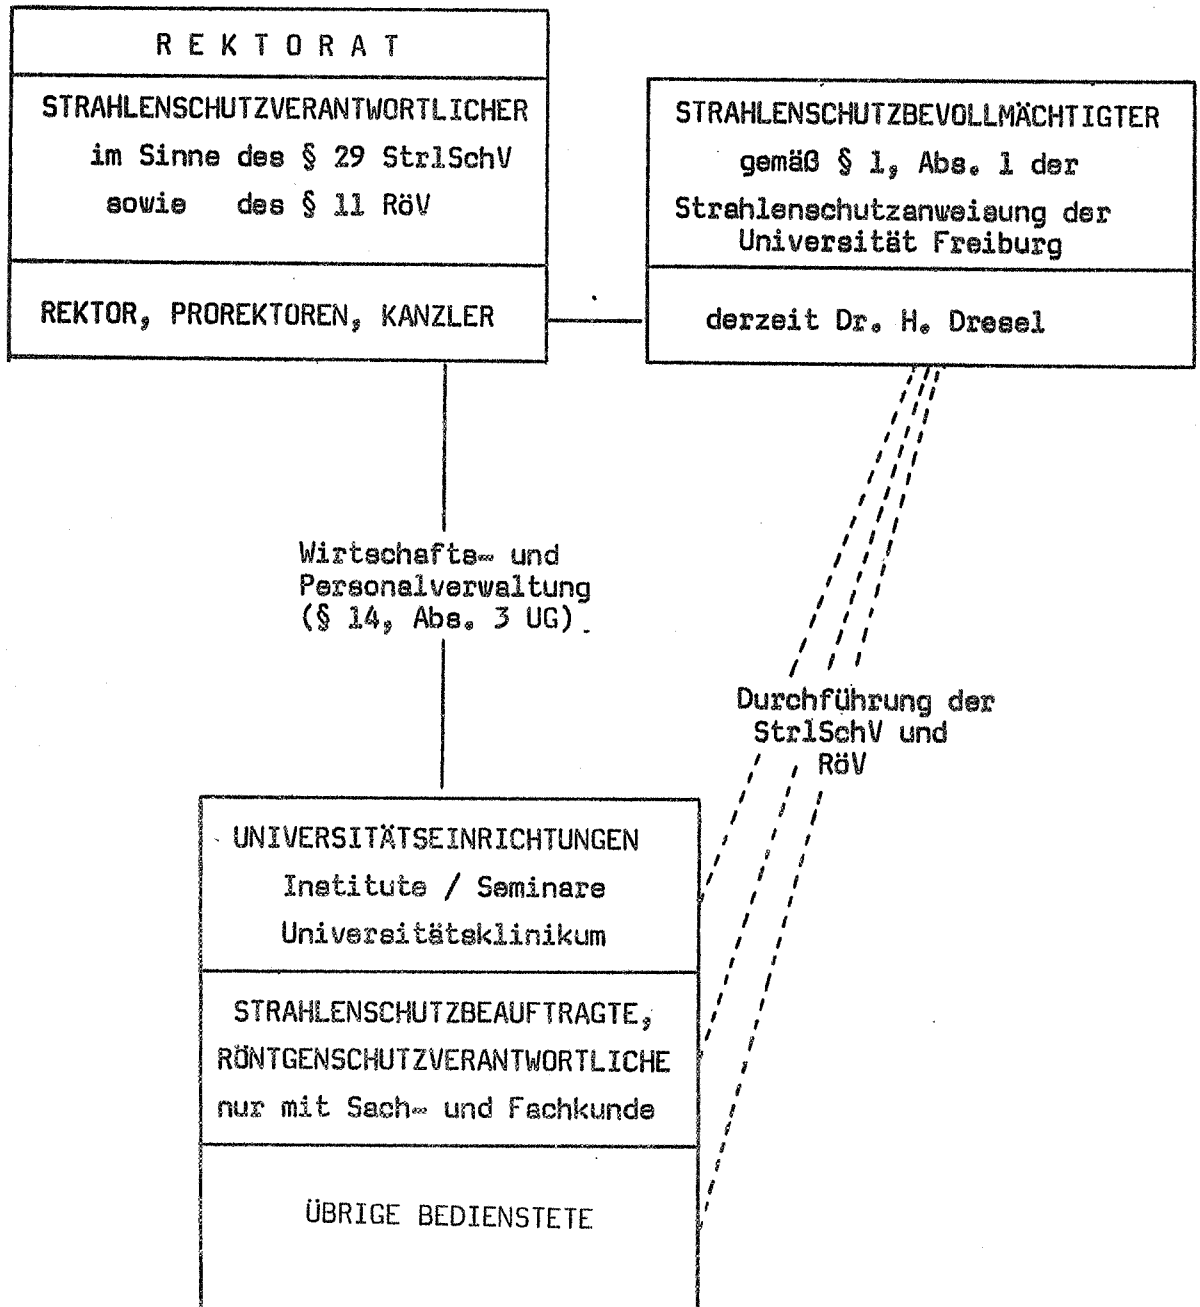 R E K T O R A T
STRAHLENSCHUTZVERANTWORTLICHER
im Sinne des § 29 StrlSchV
sowie des § 11 RöV
REKTOR, PROREKTOREN, KANZLER
STRAHLENSCHUTZBEVOLLMÄCHTIGTER
gemäß § 1, Abs. 1 der
Strahlenschutzanweisung der
Universität Freiburg
derzeit Dr. H. Dresel
Wirtschafts- und
Personalverwaltung
(§ 14, Abs. 3 UG)
Durchführung der
StrlSchV und
RöV
UNIVERSITÄTSEINRICHTUNGEN
Institute / Seminare
Universitätsklinikum
STRAHLENSCHUTZBEAUFTRAGTE,
RÖNTGENSCHUTZVERANTWORTLICHE
nur mit Sach- und Fachkunde
ÜBRIGE BEDIENSTETE